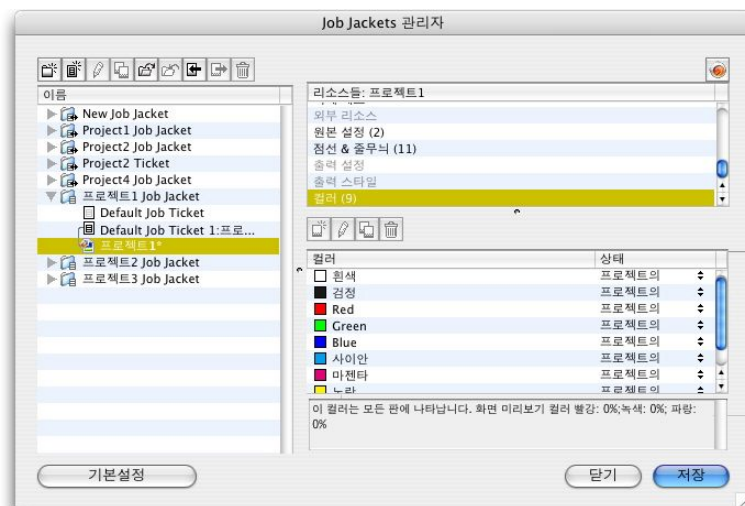 Job Jackets 관리자
이름
New Job Jacket
Project1 Job Jacket
Project2 Job Jacket
Project2 Ticket
Project4 Job Jacket
프로젝트1 Job Jacket
Default Job Ticket
Default Job Ticket 1:프로...
프로젝트1*
프로젝트2 Job Jacket
프로젝트3 Job Jacket
리소스들: 프로젝트1
외부 리소스
원본 설정 (2)
점선 & 줄무늬 (11)
출력 설정
출력 스타일
컬러 (9)
컬러 상태
흰색 프로젝트의
검정 프로젝트의
Red 프로젝트의
Green 프로젝트의
Blue 프로젝트의
사이안 프로젝트의
마젠타 프로젝트의
노랑 프로젝트의
이 컬러는 모든 판에 나타납니다. 화면 미리보기 컬러 빨강: 0%;녹색: 0%; 파랑:
0%
기본설정
닫기
저장